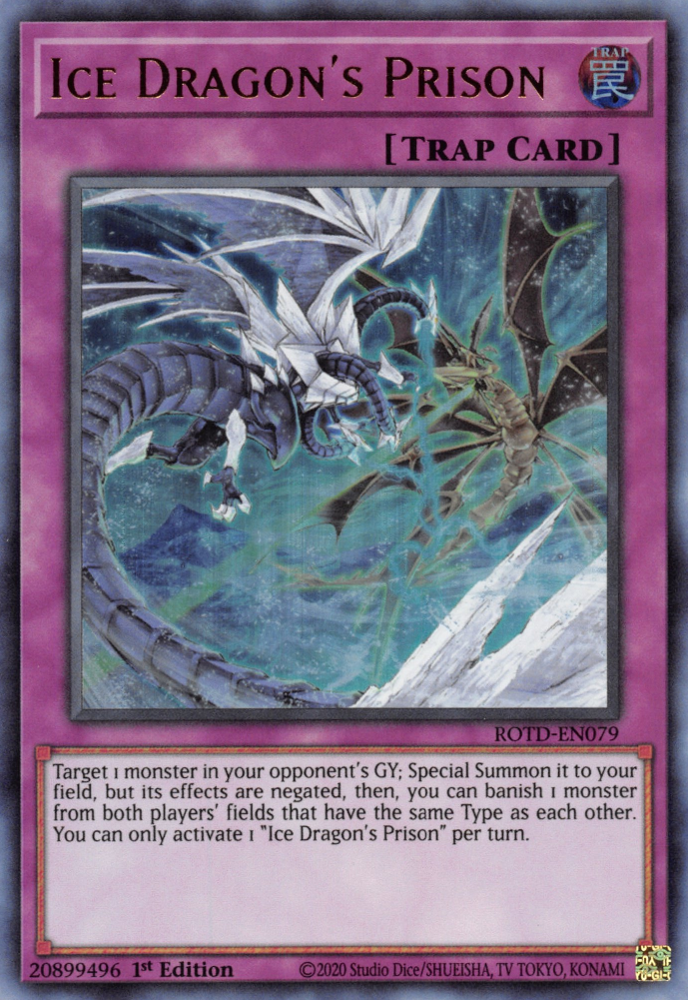 ICE DRAGON'S PRISON
TRAP
罠
[TRAP CARD]
ROTD-EN079
Target 1 monster in your opponent's GY; Special Summon it to your
field, but its effects are negated, then, you can banish 1 monster
from both players' fields that have the same Type as each other.
You can only activate 1 "Ice Dragon's Prison" per turn.
20899496 1st Edition ©2020 Studio Dice/SHUEISHA, TV TOKYO, KONAMI